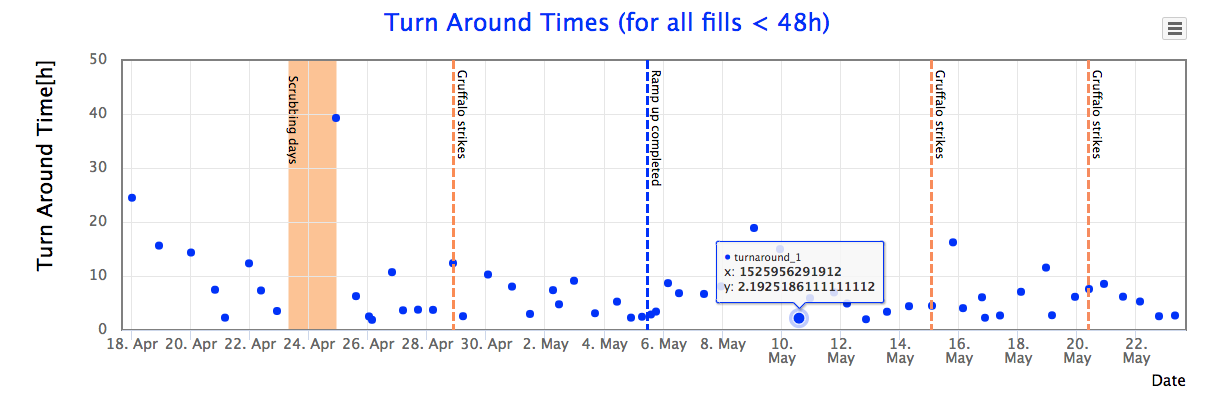 Turn Around Times (for all fills < 48h)
Turn Around Time[h]
50
40
30
20
10
0
Scrubbing days
Gruffalo strikes
Ramp up completed
Gruffalo strikes
Gruffalo strikes
turnaround_1
x: 1525956291912
y: 2.1925186111111112
18. Apr
20. Apr
22. Apr
24. Apr
26. Apr
28. Apr
30. Apr
2. May
4. May
6. May
8. May
10.
May
12.
May
14.
May
16.
May
18.
May
20.
May
22.
May
Date